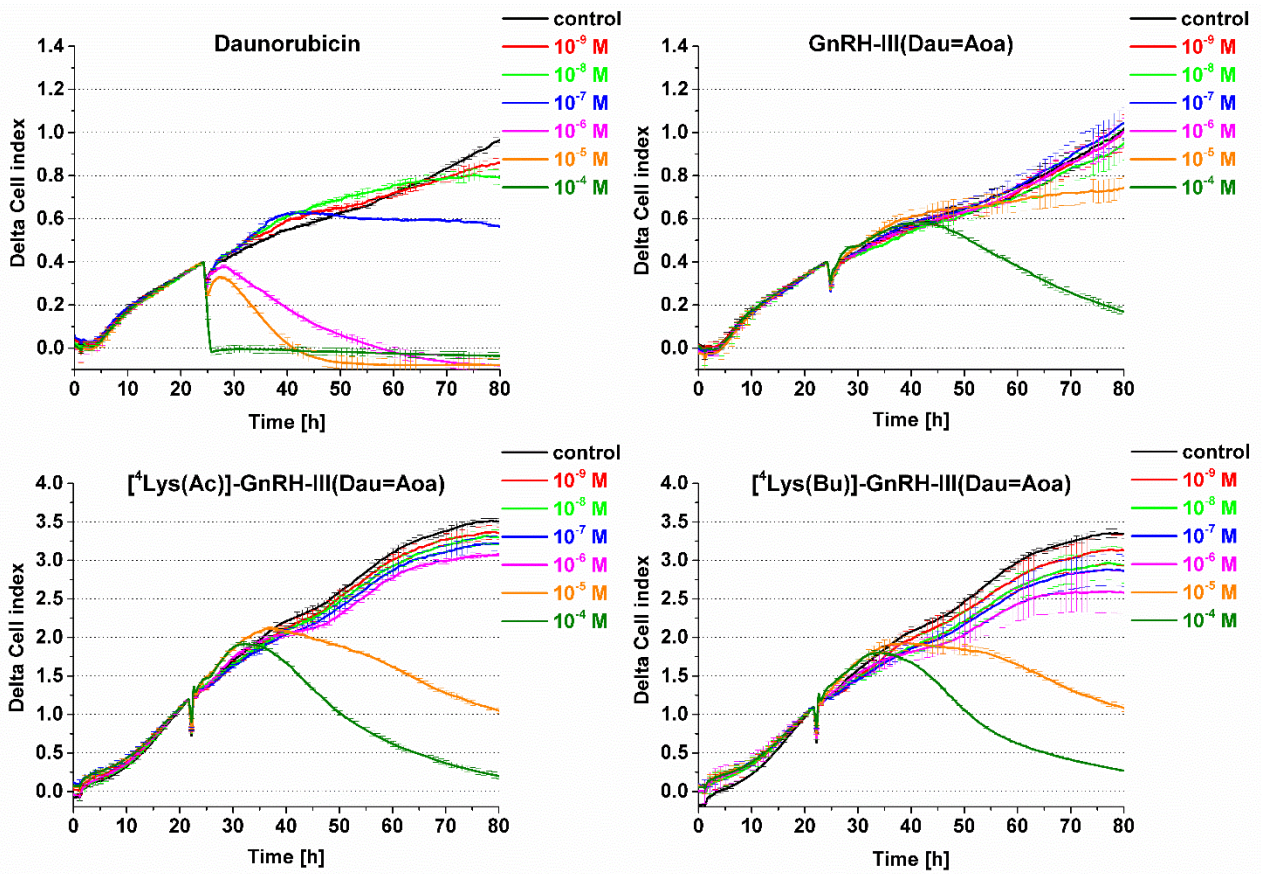 Daunorubicin
control
10⁻⁹ M
10⁻⁸ M
10⁻⁷ M
10⁻⁶ M
10⁻⁵ M
10⁻⁴ M
Delta Cell index
1.4
1.2
1.0
0.8
0.6
0.4
0.2
0.0
0 10 20 30 40 50 60 70 80
Time [h]
GnRH-III(Dau=Aoa)
control
10⁻⁹ M
10⁻⁸ M
10⁻⁷ M
10⁻⁶ M
10⁻⁵ M
10⁻⁴ M
Delta Cell index
1.4
1.2
1.0
0.8
0.6
0.4
0.2
0.0
0 10 20 30 40 50 60 70 80
Time [h]
[⁴Lys(Ac)]-GnRH-III(Dau=Aoa)
control
10⁻⁹ M
10⁻⁸ M
10⁻⁷ M
10⁻⁶ M
10⁻⁵ M
10⁻⁴ M
Delta Cell index
4.0
3.5
3.0
2.5
2.0
1.5
1.0
0.5
0.0
0 10 20 30 40 50 60 70 80
Time [h]
[⁴Lys(Bu)]-GnRH-III(Dau=Aoa)
control
10⁻⁹ M
10⁻⁸ M
10⁻⁷ M
10⁻⁶ M
10⁻⁵ M
10⁻⁴ M
Delta Cell index
4.0
3.5
3.0
2.5
2.0
1.5
1.0
0.5
0.0
0 10 20 30 40 50 60 70 80
Time [h]